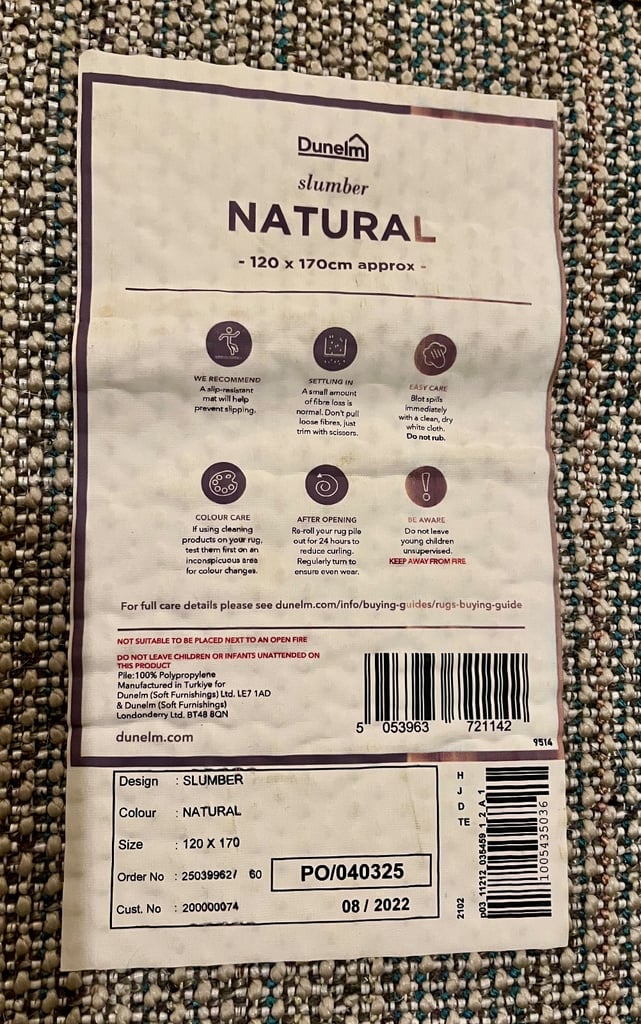 Dunelm
slumber
NATURAL
- 120 x 170cm approx -
WE RECOMMEND
A slip-resistant
mat will help
prevent slipping.
SETTLING IN
A small amount
of fibre loss is
normal. Don't pull
loose fibres, just
trim with scissors.
EASY CARE
Blot spills
immediately
with a clean, dry
white cloth.
Do not rub.
COLOUR CARE
If using cleaning
products on your rug,
test them first on an
inconspicuous area
for colour changes.
AFTER OPENING
Re-roll your rug pile
out for 24 hours to
reduce curling.
Regularly turn to
ensure even wear.
BE AWARE
Do not leave
young children
unsupervised.
KEEP AWAY FROM FIRE
For full care details please see dunelm.com/info/buying-guides/rugs-buying-guide
NOT SUITABLE TO BE PLACED NEXT TO AN OPEN FIRE
DO NOT LEAVE CHILDREN OR INFANTS UNATTENDED ON
THIS PRODUCT
Pile:100% Polypropylene
Manufactured in Turkiye for
Dunelm (Soft Furnishings) Ltd. LE7 1AD
& Dunelm (Soft Furnishings)
Londonderry Ltd. BT48 8QN
dunelm.com
5 053963 721142
9514
Design : SLUMBER
Colour : NATURAL
Size : 120 X 170
Order No : 25039962/ 60
PO/040325
Cust. No : 200000074
08 / 2022
H J D TE
2102
p03_11212_035459_1_2_A_1
1005435036